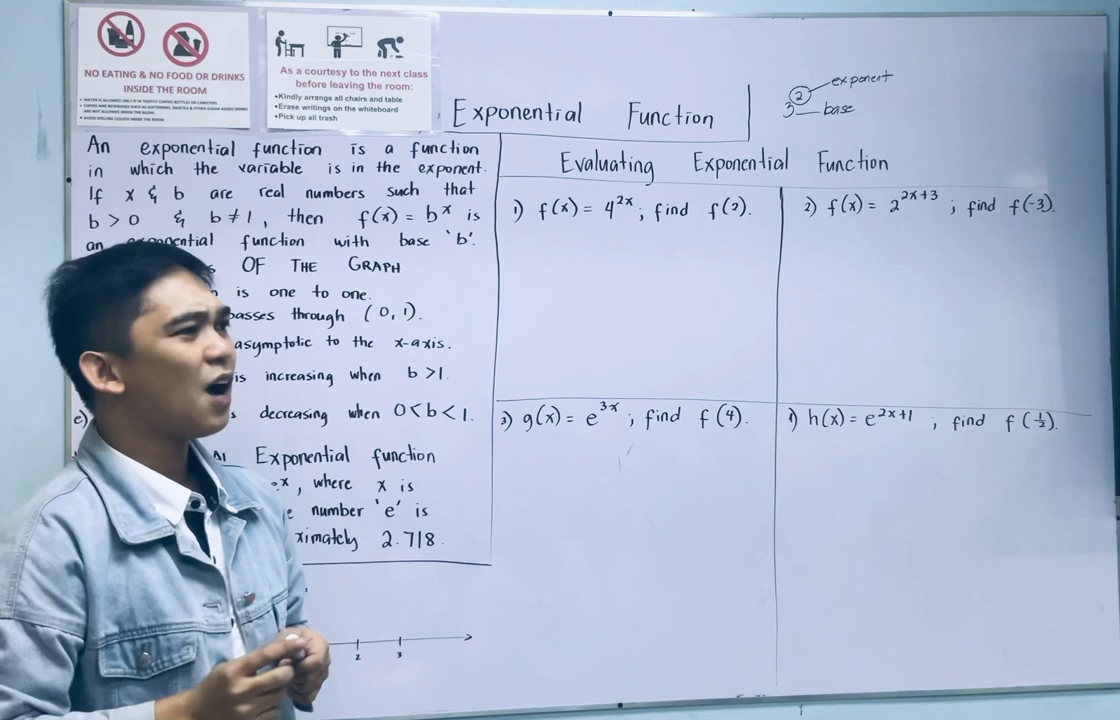 NO EATING & NO FOOD OR DRINKS
INSIDE THE ROOM
As a courtesy to the next class
before leaving the room:
•Kindly arrange all chairs and table
•Erase writings on the whiteboard
•Pick up all trash
Exponential Function
2 exponent
3 base
An exponential function is a function
in which the variable is in the exponent.
If x & b are real numbers such that
b > 0 & b ≠ 1, then f(x) = bˣ is
an exponential function with base 'b'.
OF THE GRAPH
is one to one.
passes through (0,1).
asymptotic to the x-axis.
is increasing when b >1.
e) decreasing when 0<b<1.
Exponential function
, where x is
number 'e' is
2.718.
2 3
Evaluating Exponential Function
1) f(x) = 4²ˣ; find f(2).
2) f(x) = 2²ˣ⁺³ ; find f(-3).
3) g(x) = e³ˣ ; find f(4).
h(x) = e²ˣ⁺¹ ; find f(½).